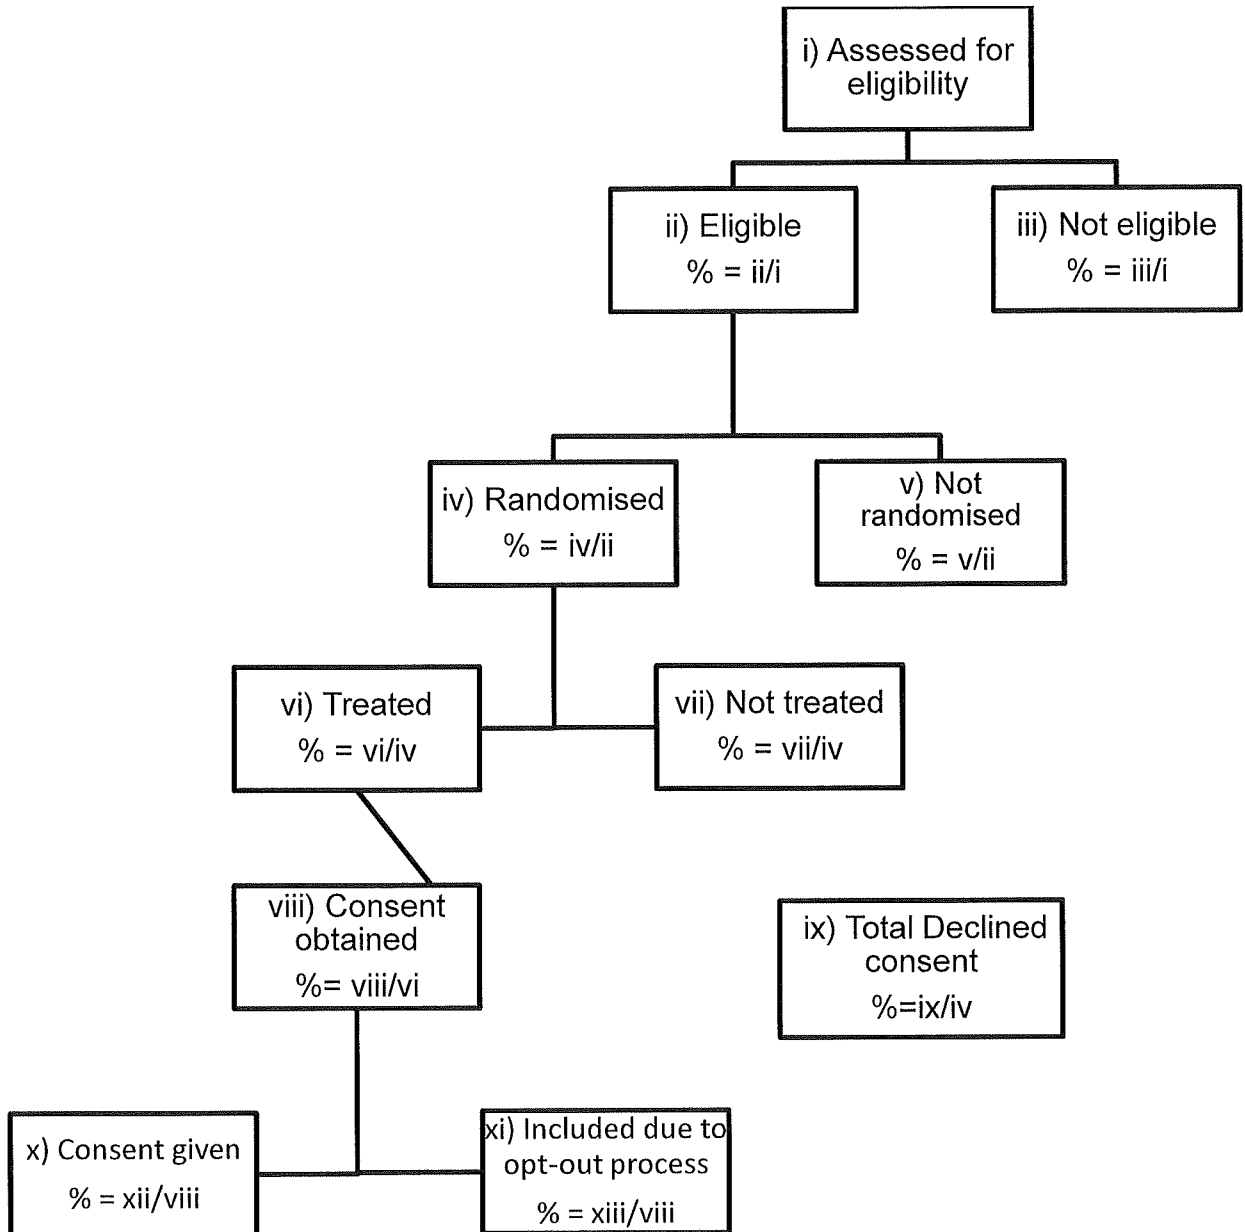 i) Assessed for
eligibility
ii) Eligible
% = ii/i
iii) Not eligible
% = iii/i
iv) Randomised
% = iv/ii
v) Not
randomised
% = v/ii
vi) Treated
% = vi/iv
vii) Not treated
% = vii/iv
viii) Consent
obtained
%= viii/vi
ix) Total Declined
consent
%=ix/iv
x) Consent given
% = xii/viii
xi) Included due to
opt-out process
% = xiii/viii